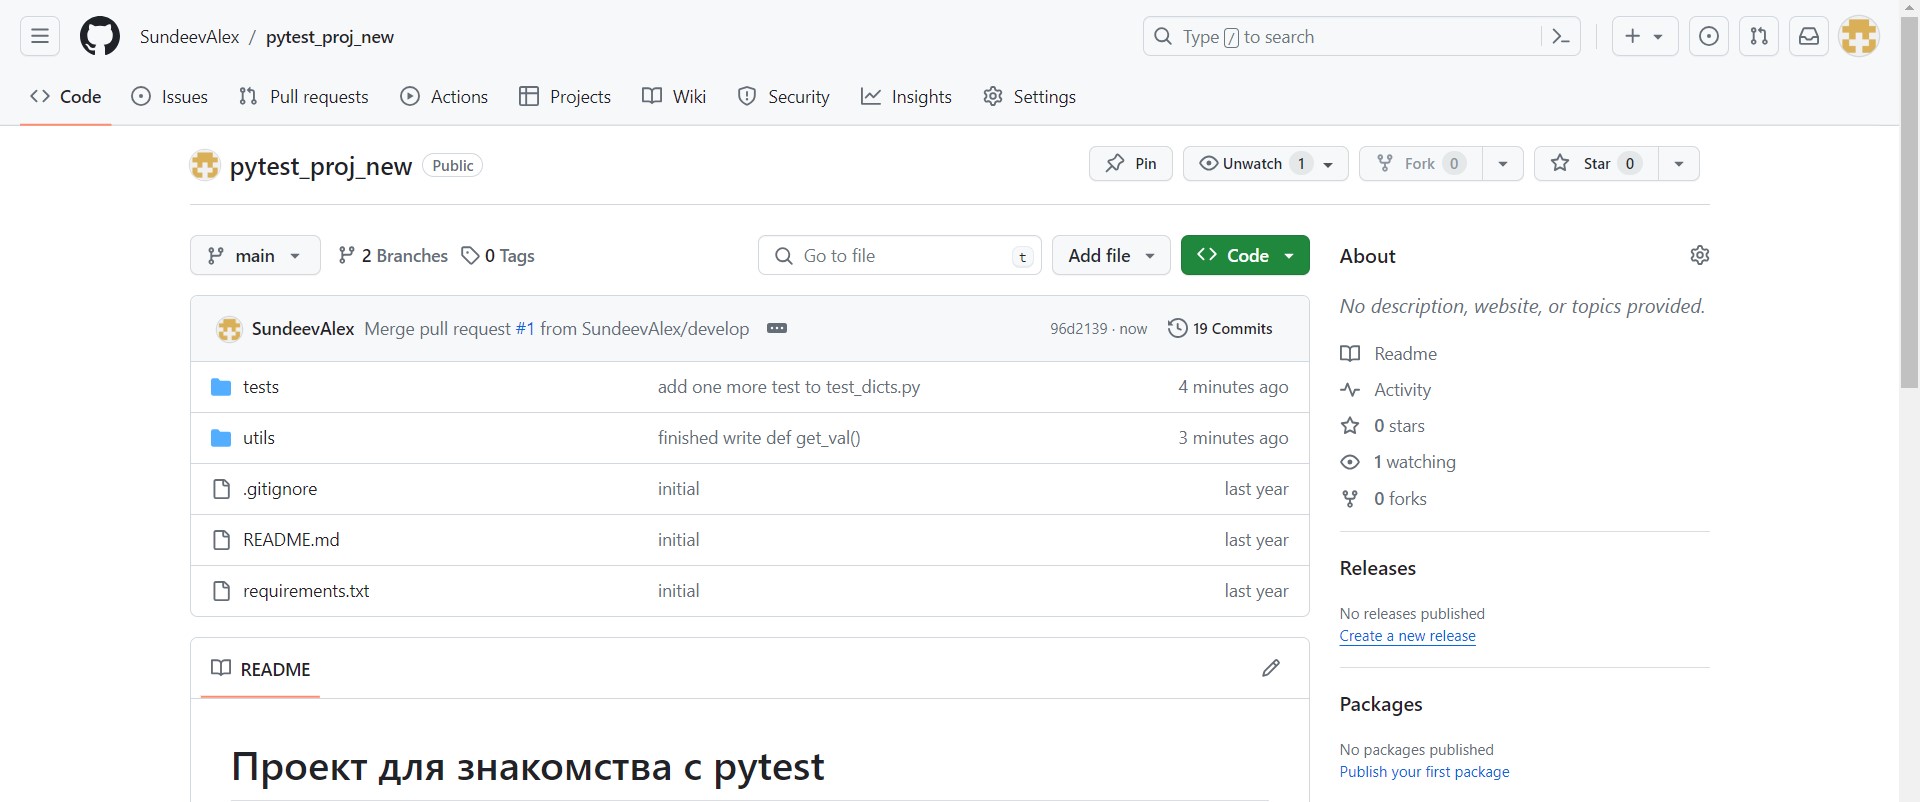 SundeevAlex / pytest_proj_new
Type / to search
Code Issues Pull requests Actions Projects Wiki Security Insights Settings
pytest_proj_new Public
Pin Unwatch 1 Fork 0 Star 0
main 2 Branches 0 Tags
Go to file t Add file Code
SundeevAlex Merge pull request #1 from SundeevAlex/develop 96d2139 · now 19 Commits
tests add one more test to test_dicts.py 4 minutes ago
utils finished write def get_val() 3 minutes ago
.gitignore initial last year
README.md initial last year
requirements.txt initial last year
README
Проект для знакомства с pytest
About
No description, website, or topics provided.
Readme
Activity
0 stars
1 watching
0 forks
Releases
No releases published
Create a new release
Packages
No packages published
Publish your first package